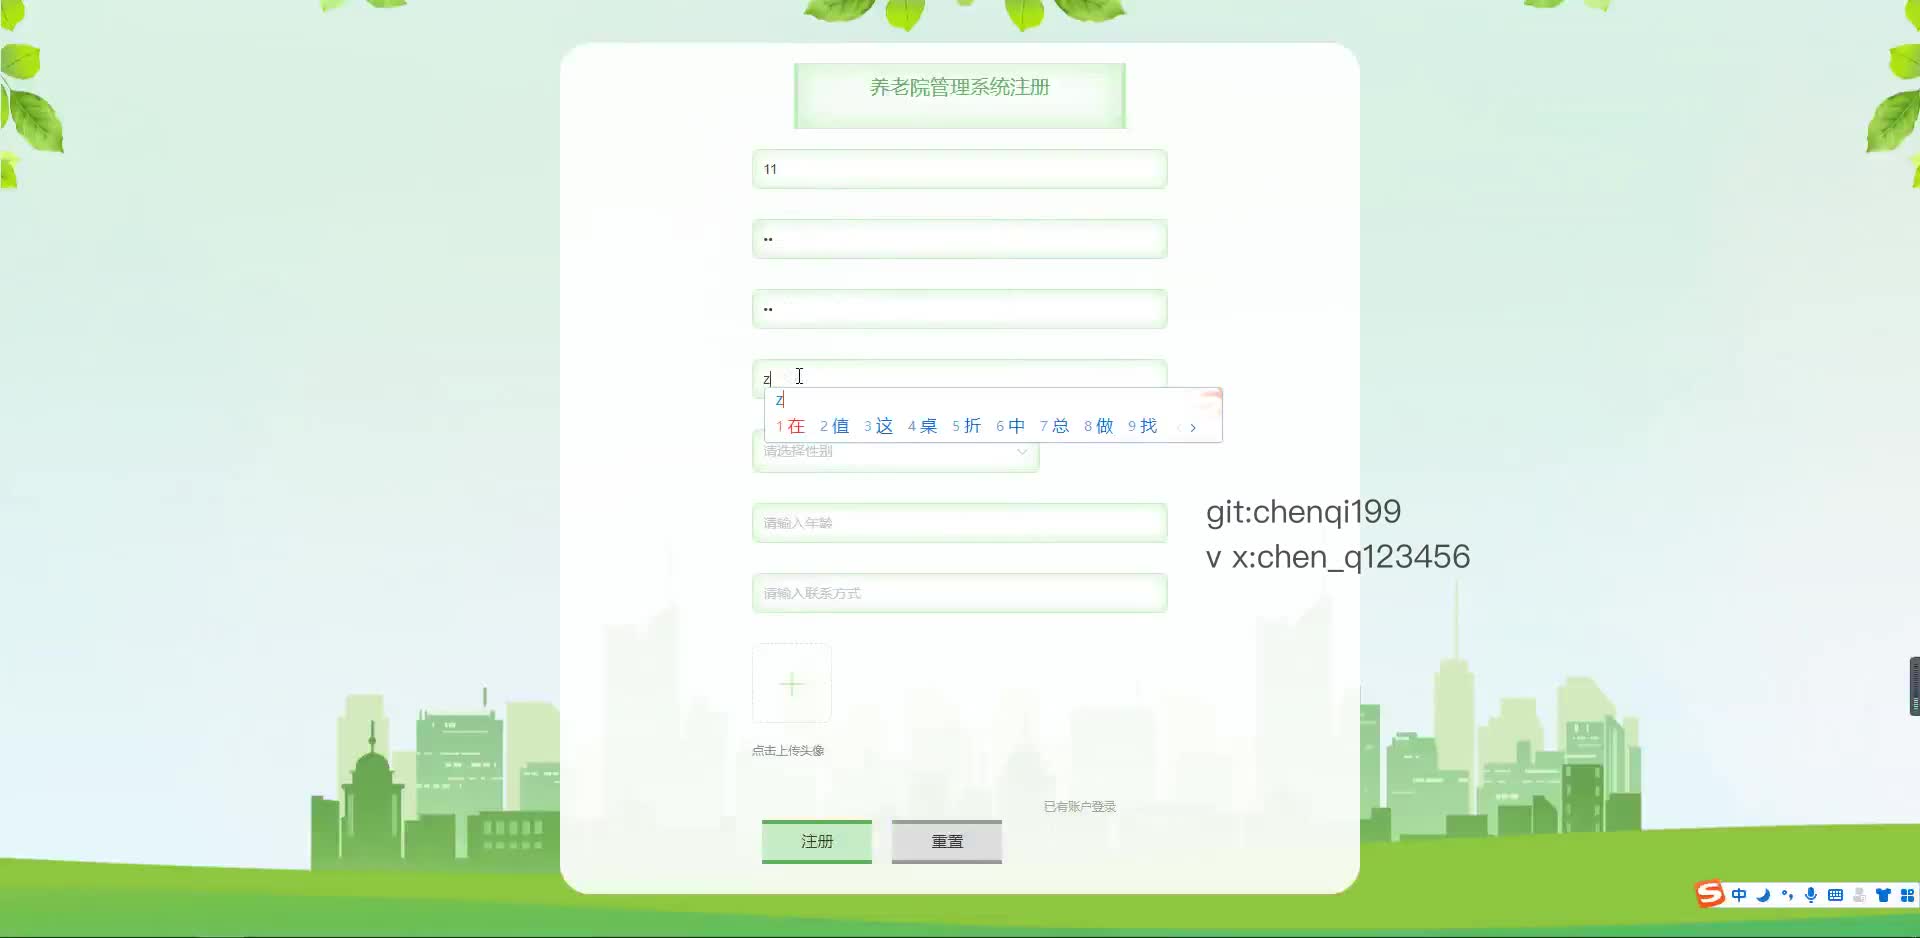 养老院管理系统注册
11
••
••
z
z
1在 2值 3这 4桌 5折 6中 7总 8做 9找
请选择性别
请输入年龄
git:chenqi199
v x:chen_q123456
请输入联系方式
点击上传头像
已有账户登录
注册
重置
中